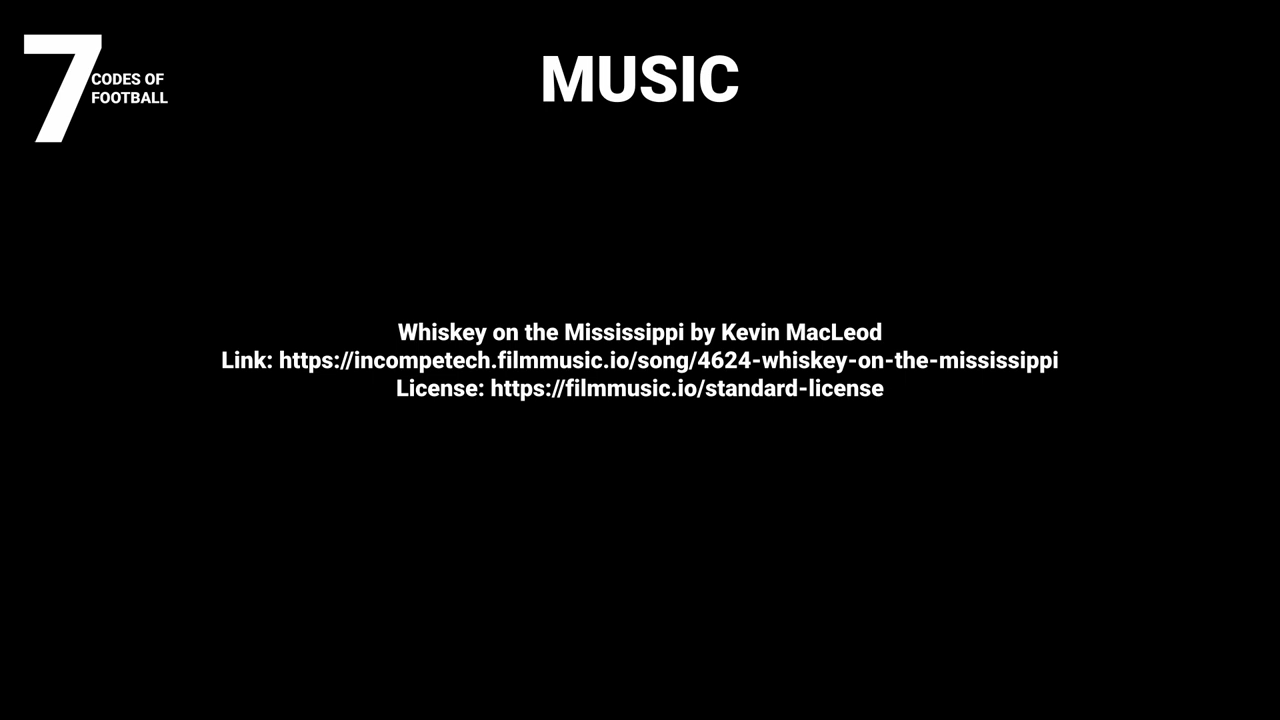 7
CODES OF
FOOTBALL
MUSIC
Whiskey on the Mississippi by Kevin MacLeod
Link: https://incompetech.filmmusic.io/song/4624-whiskey-on-the-mississippi
License: https://filmmusic.io/standard-license